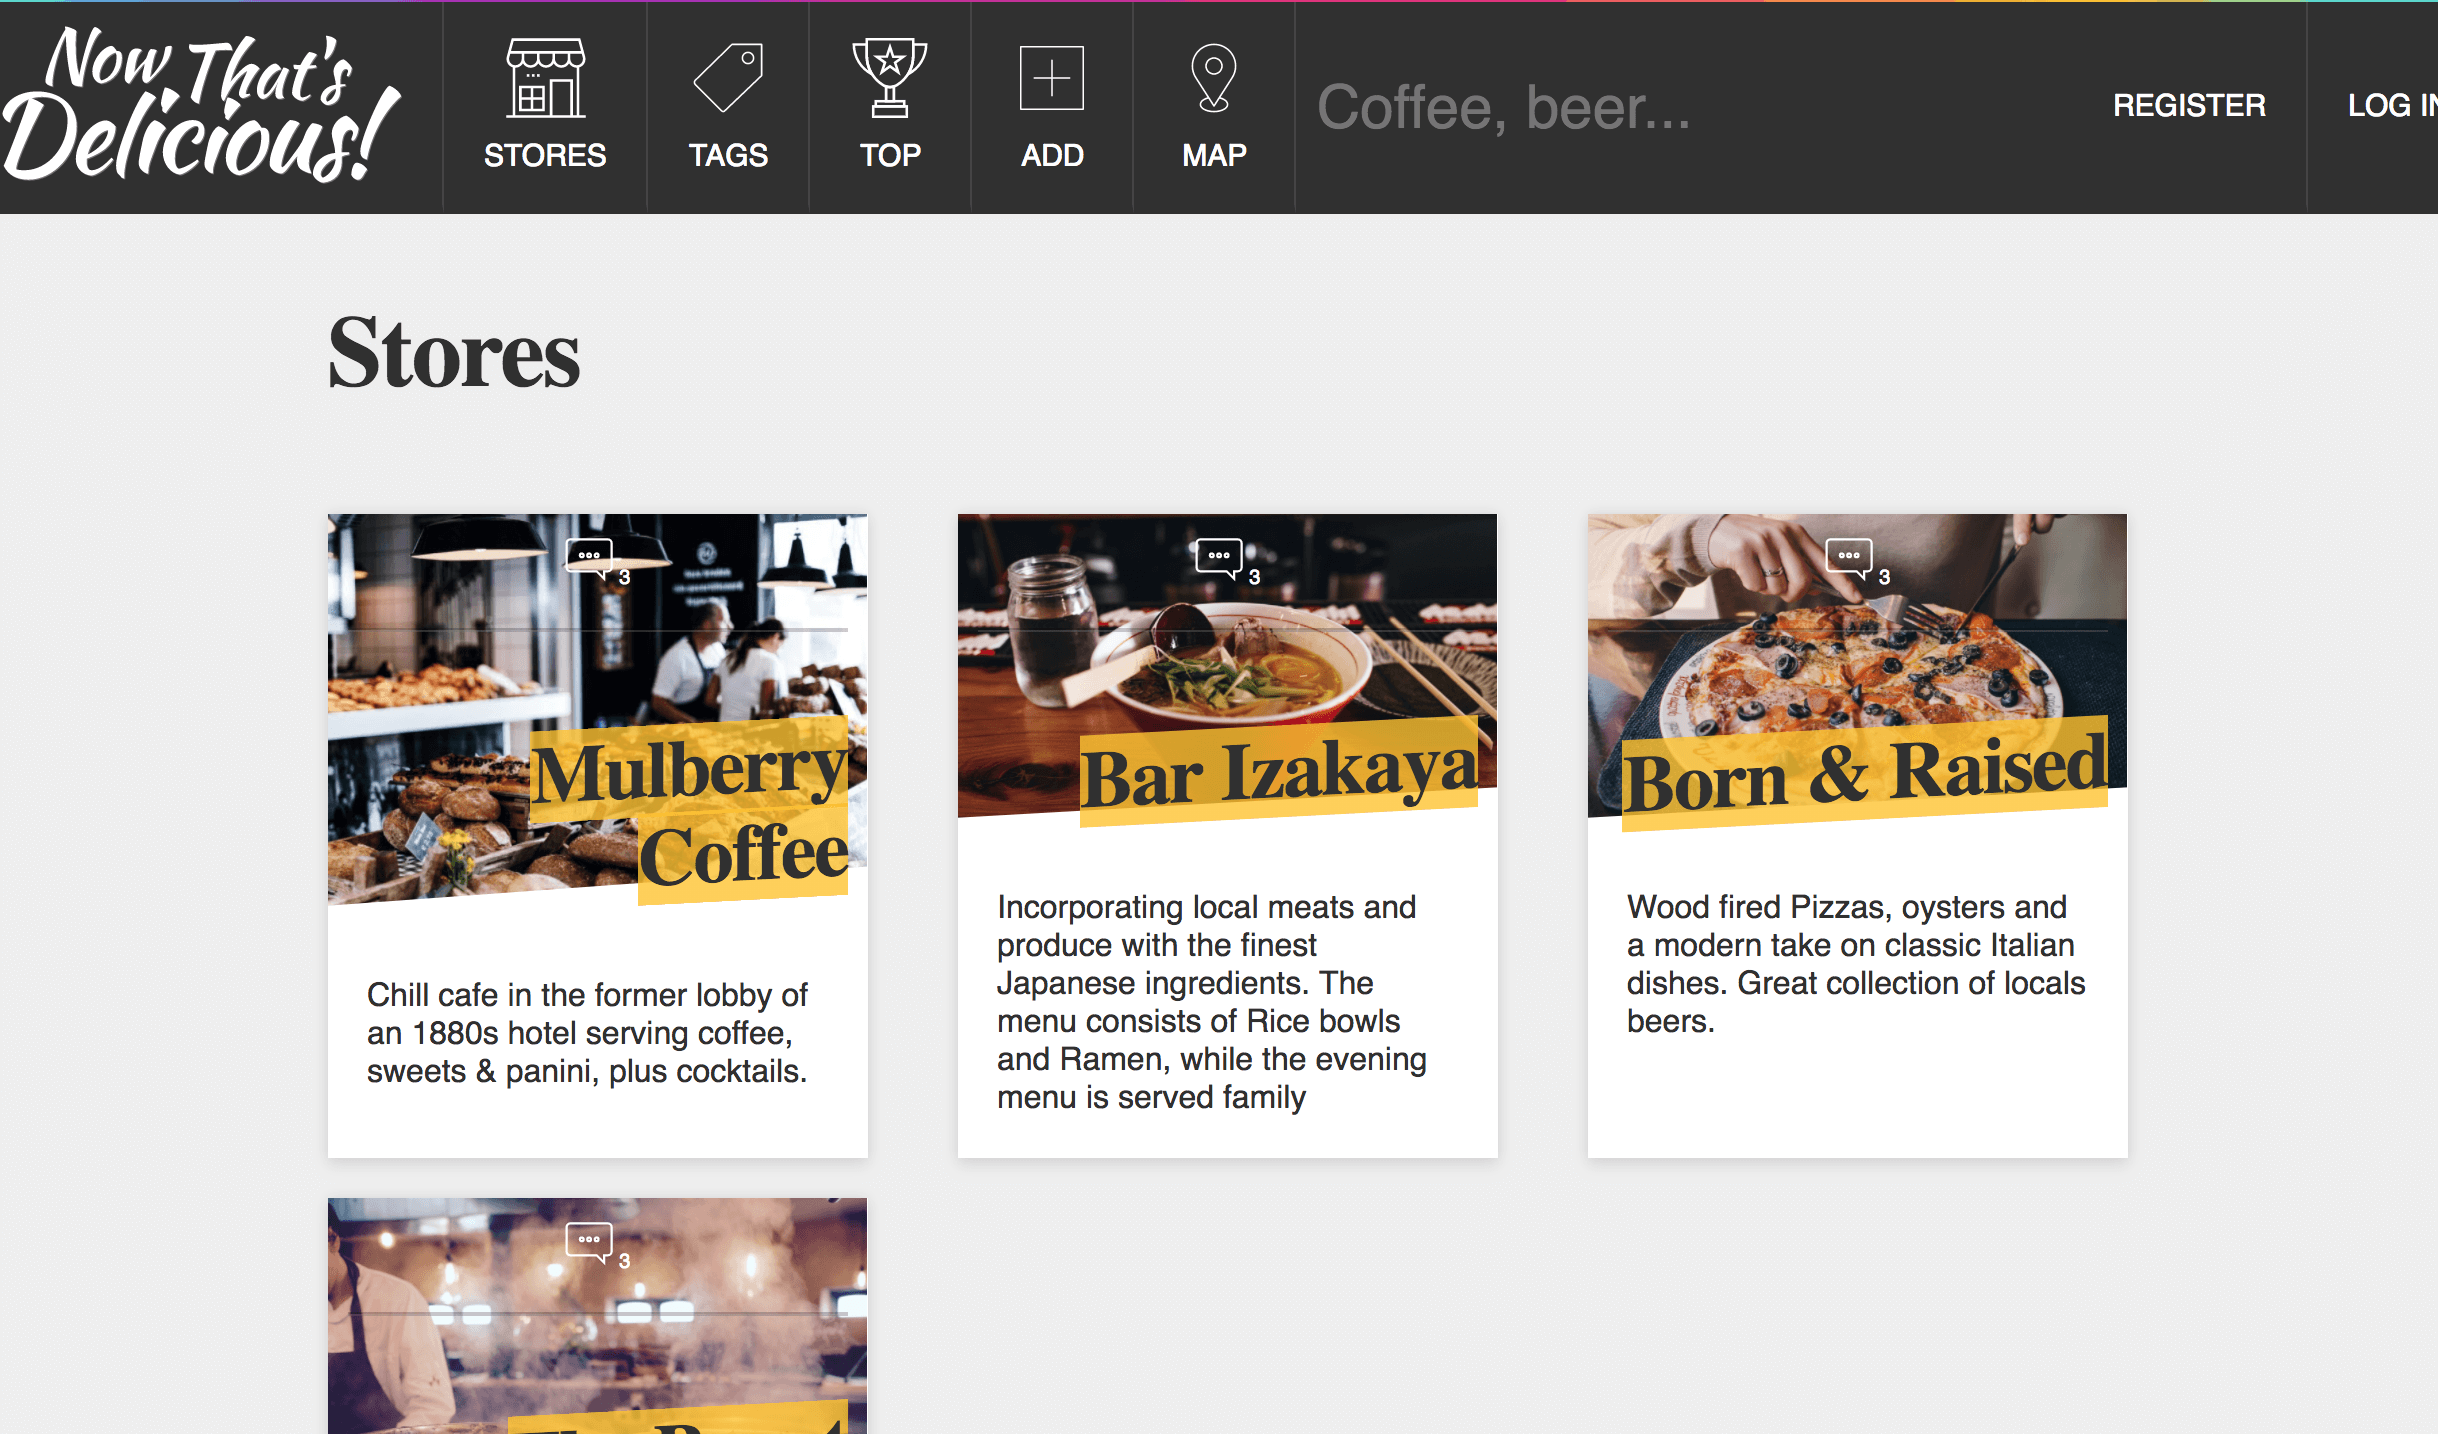 Now That's
Delicious!
STORES
TAGS
TOP
ADD
MAP
Coffee, beer...
REGISTER
LOG IN
Stores
3
3
3
Mulberry
Coffee
Bar Izakaya
Born & Raised
Chill cafe in the former lobby of
an 1880s hotel serving coffee,
sweets & panini, plus cocktails.
Incorporating local meats and
produce with the finest
Japanese ingredients. The
menu consists of Rice bowls
and Ramen, while the evening
menu is served family
Wood fired Pizzas, oysters and
a modern take on classic Italian
dishes. Great collection of locals
beers.
3